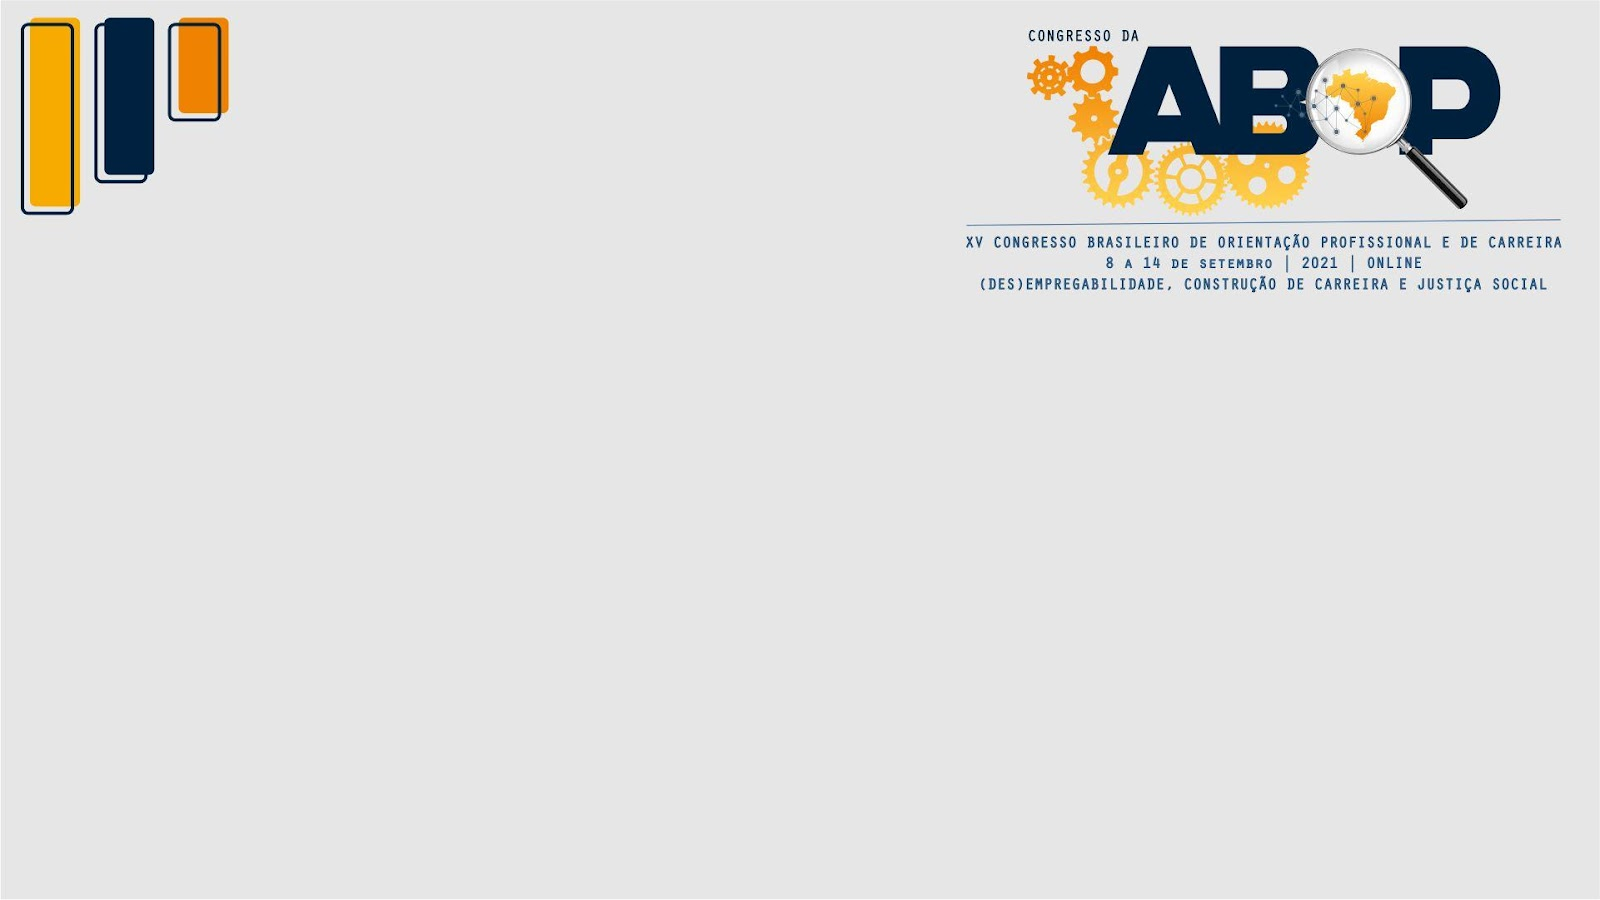 CONGRESSO DA
ABOP
XV CONGRESSO BRASILEIRO DE ORIENTAÇÃO PROFISSIONAL E DE CARREIRA
8 A 14 DE SETEMBRO | 2021 | ONLINE
(DES)EMPREGABILIDADE, CONSTRUÇÃO DE CARREIRA E JUSTIÇA SOCIAL